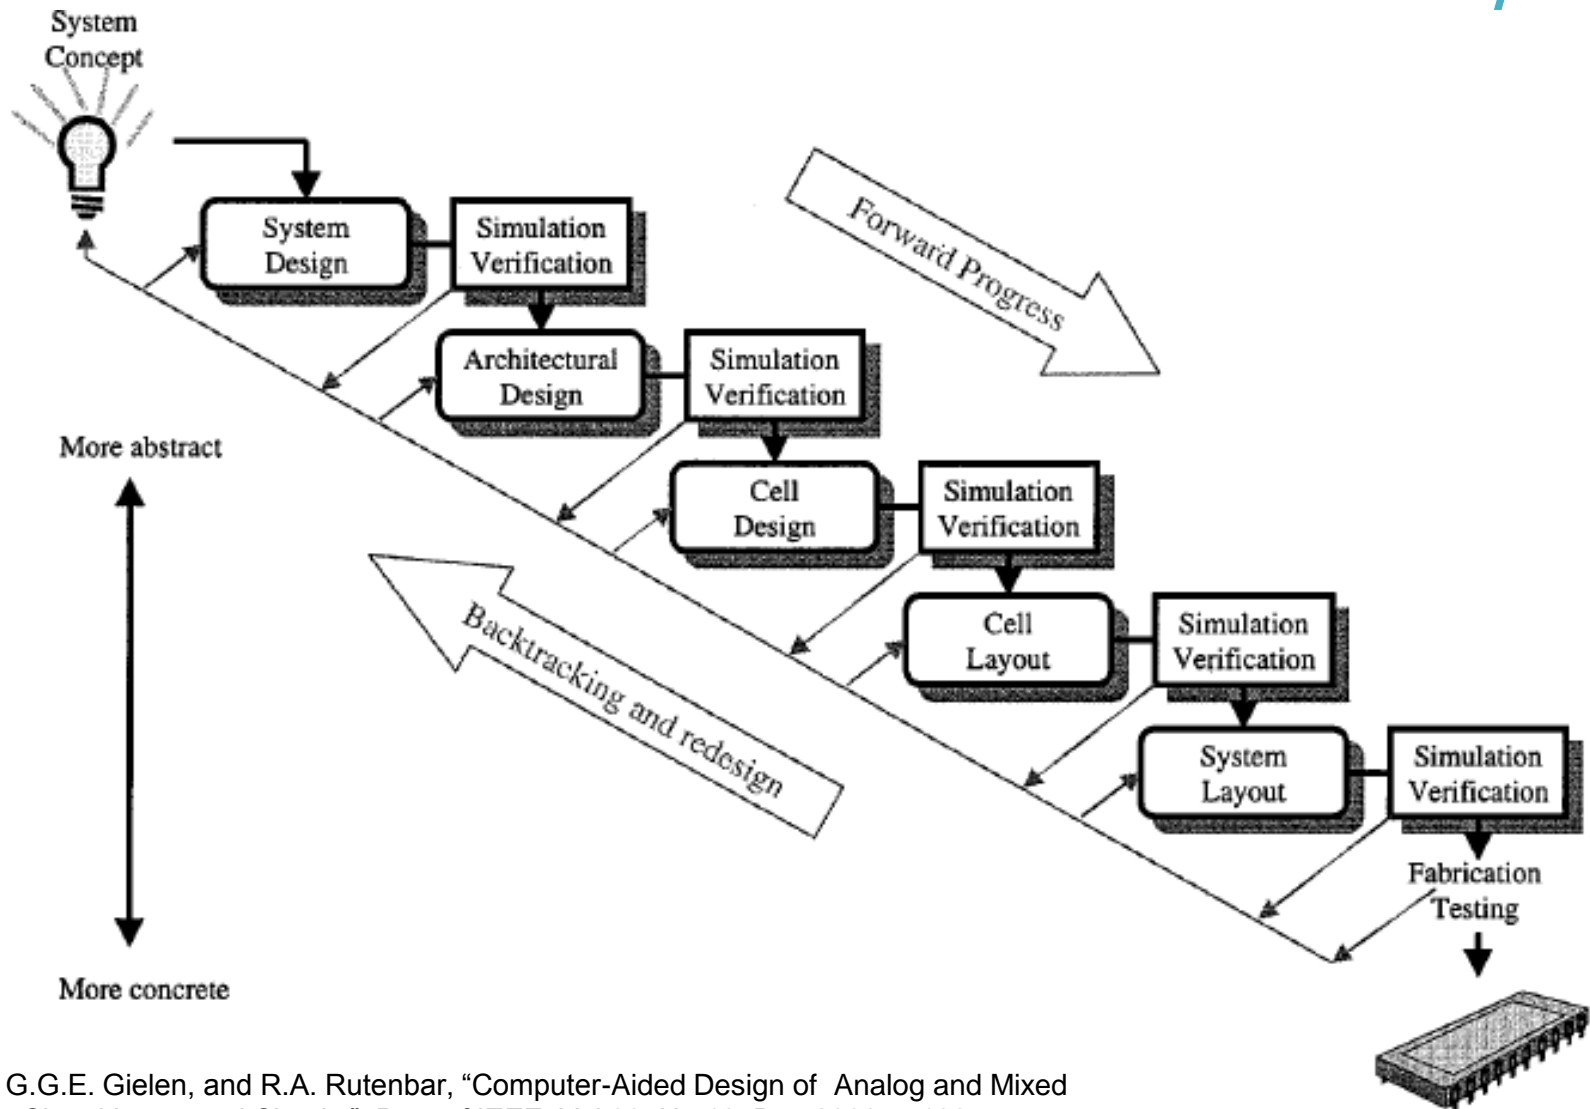 System
Concept
System
Design
Simulation
Verification
Forward Progress
Architectural
Design
Simulation
Verification
More abstract
Cell
Design
Simulation
Verification
Backtracking and redesign
Cell
Layout
Simulation
Verification
System
Layout
Simulation
Verification
Fabrication
Testing
More concrete
G.G.E. Gielen, and R.A. Rutenbar, “Computer-Aided Design of Analog and Mixed